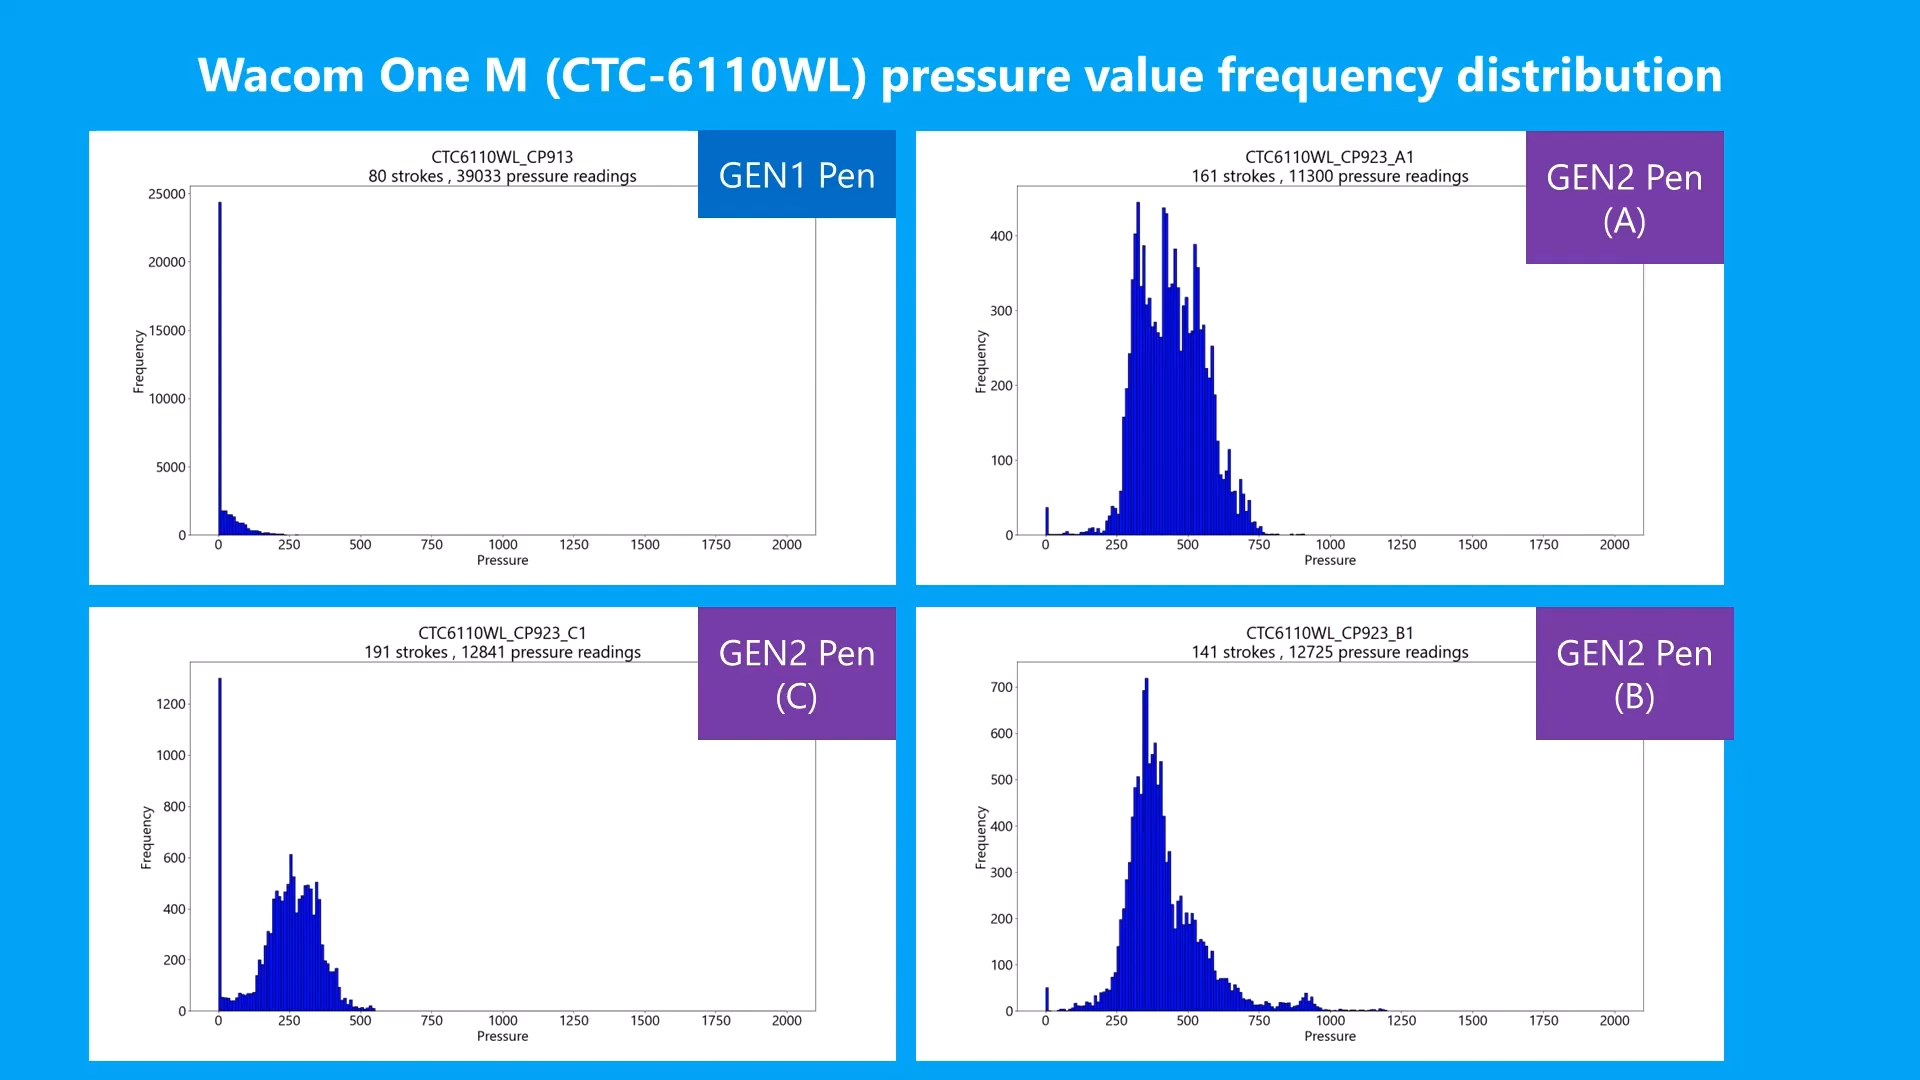 Wacom One M (CTC-6110WL) pressure value frequency distribution
CTC6110WL_CP913
80 strokes , 39033 pressure readings
GEN1 Pen
25000
20000
15000
10000
5000
0
Frequency
0 250 500 750 1000 1250 1500 1750 2000
Pressure
CTC6110WL_CP923_A1
161 strokes , 11300 pressure readings
GEN2 Pen
(A)
400
300
200
100
0
Frequency
0 250 500 750 1000 1250 1500 1750 2000
Pressure
CTC6110WL_CP923_C1
191 strokes , 12841 pressure readings
GEN2 Pen
(C)
1200
1000
800
600
400
200
0
Frequency
0 250 500 750 1000 1250 1500 1750 2000
Pressure
CTC6110WL_CP923_B1
141 strokes , 12725 pressure readings
GEN2 Pen
(B)
700
600
500
400
300
200
100
0
Frequency
0 250 500 750 1000 1250 1500 1750 2000
Pressure